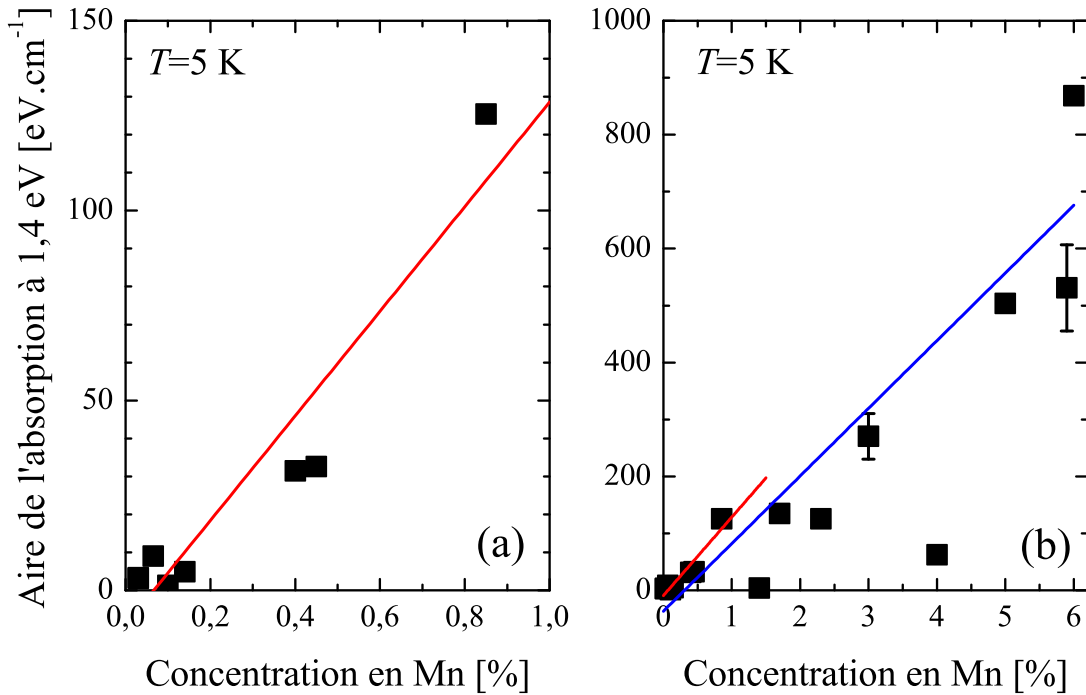 Aire de l'absorption à 1,4 eV [eV.cm⁻¹]
150
100
50
0
T=5 K
(a)
0,0 0,2 0,4 0,6 0,8 1,0
Concentration en Mn [%]
1000
800
600
400
200
0
T=5 K
(b)
0 1 2 3 4 5 6
Concentration en Mn [%]